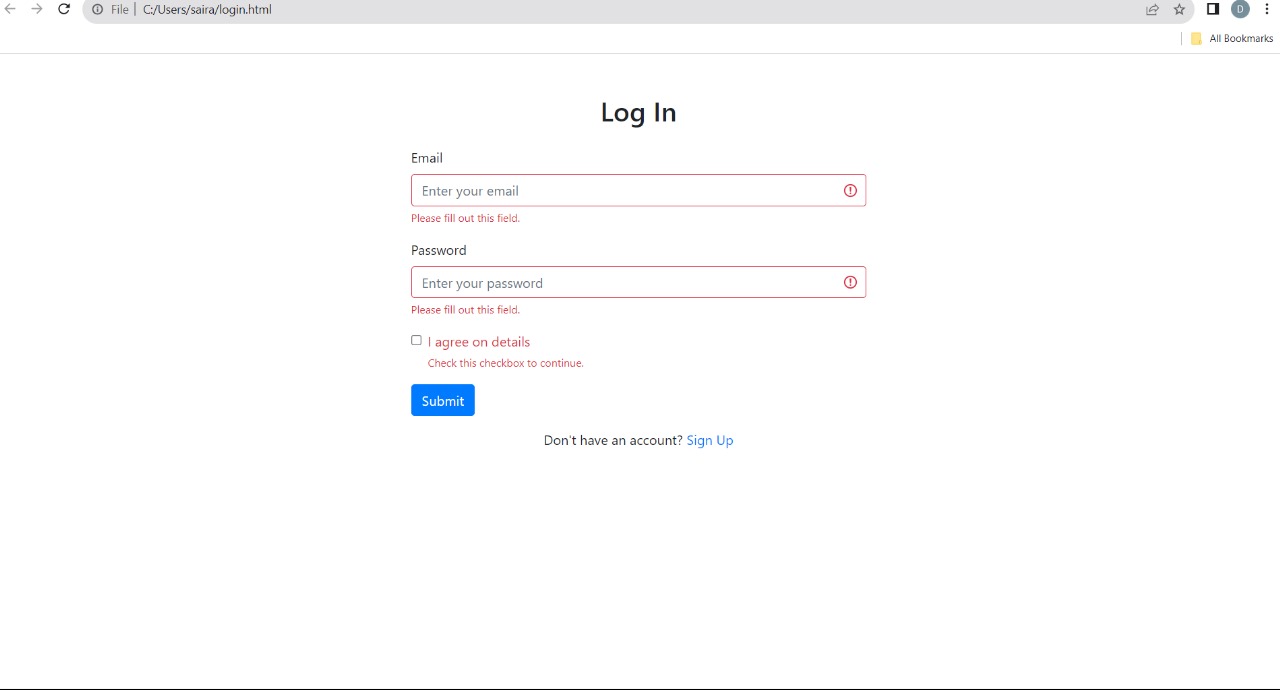 File | C:/Users/saira/login.html
D
All Bookmarks
Log In
Email
Enter your email
Please fill out this field.
Password
Enter your password
Please fill out this field.
I agree on details
Check this checkbox to continue.
Submit
Don't have an account? Sign Up